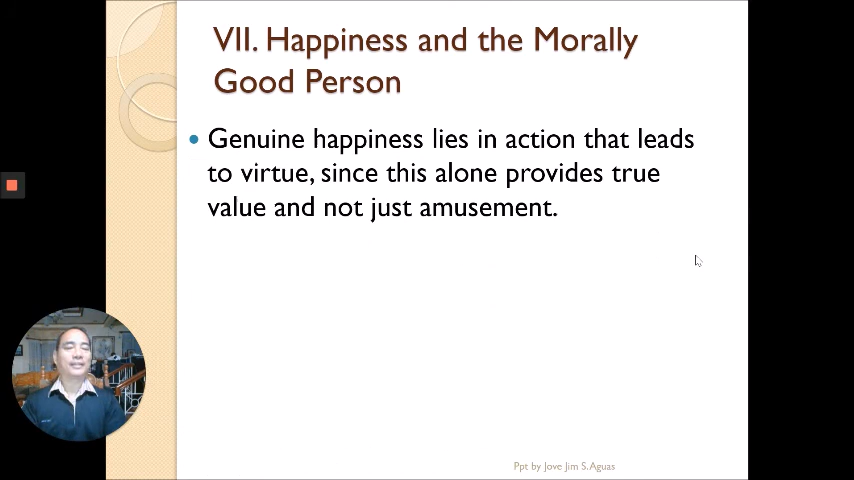 VII. Happiness and the Morally
Good Person
Genuine happiness lies in action that leads
to virtue, since this alone provides true
value and not just amusement.
Ppt by Jove Jim S. Aguas